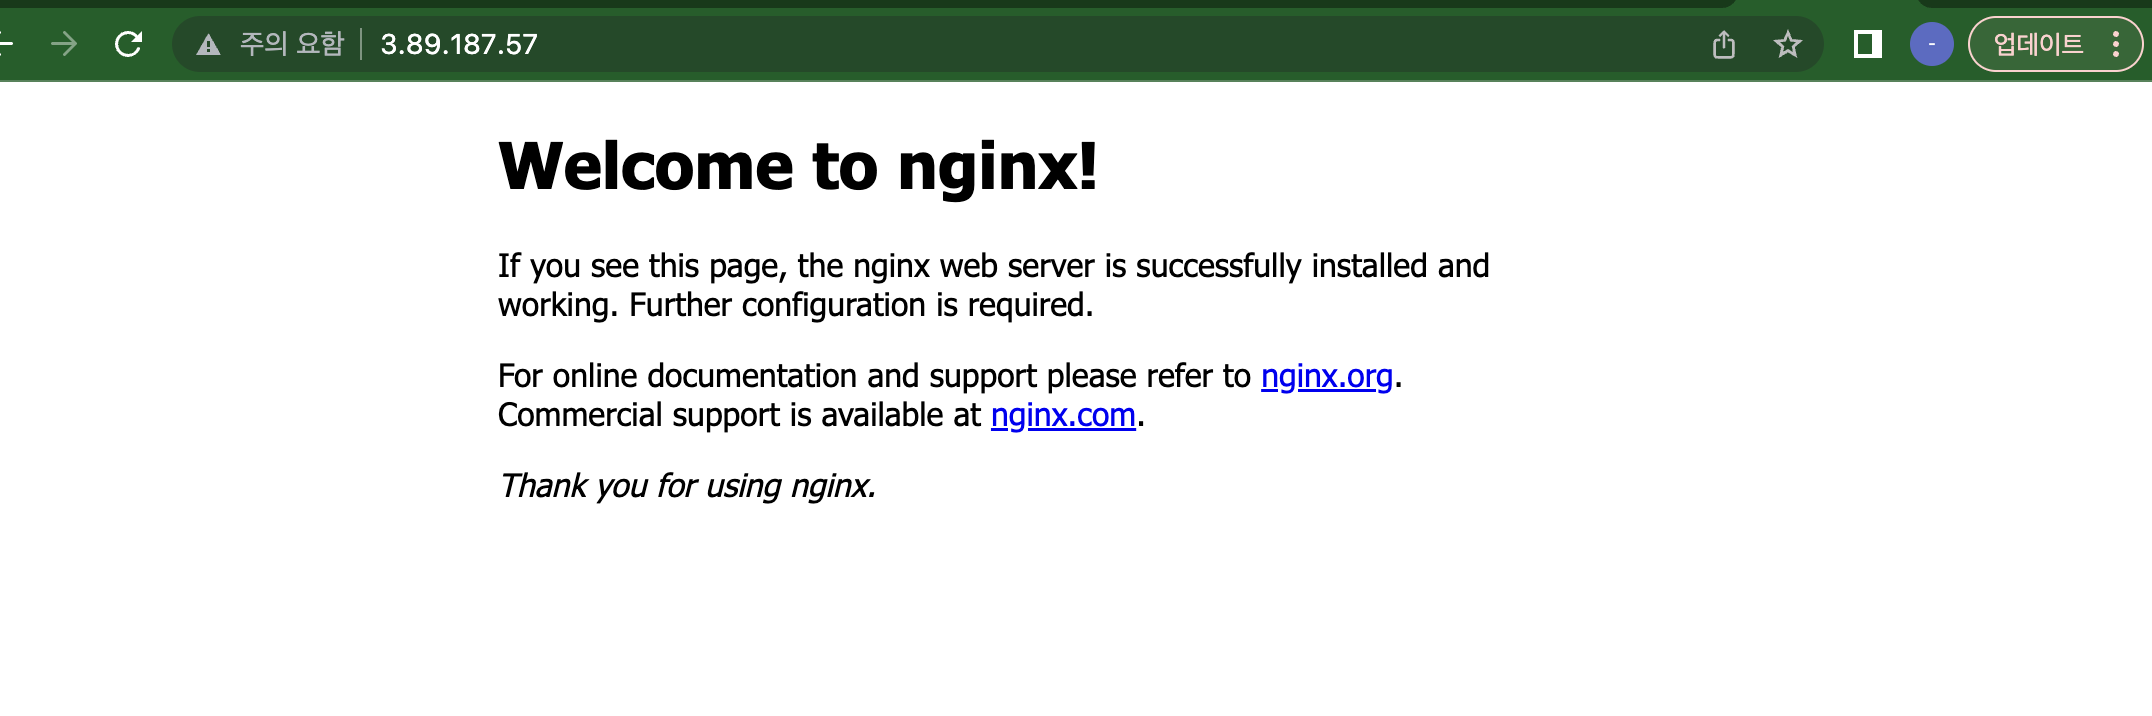 주의 요함 3.89.187.57 - 업데이트
Welcome to nginx!
If you see this page, the nginx web server is successfully installed and
working. Further configuration is required.
For online documentation and support please refer to nginx.org.
Commercial support is available at nginx.com.
Thank you for using nginx.